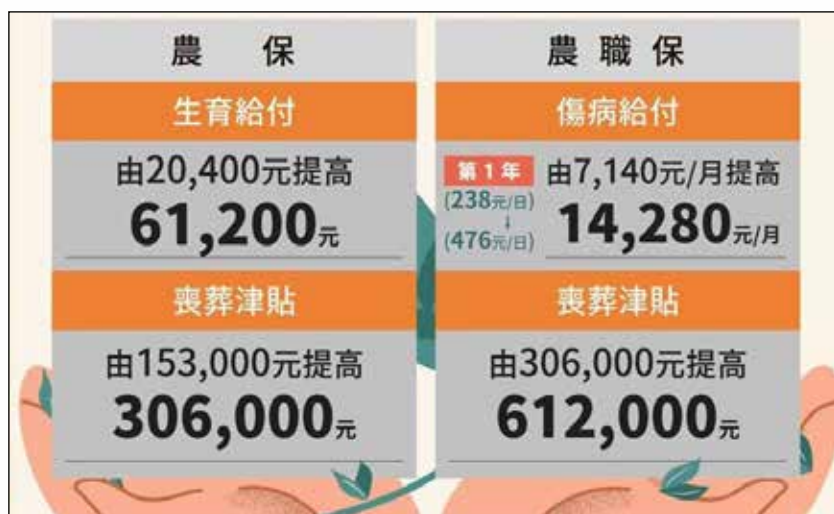 農 保
生育給付
由20,400元提高
61,200元
喪葬津貼
由153,000元提高
306,000元
農 職 保
傷病給付
第1年
(238元/日)
↓
(476元/日)
由7,140元/月提高
14,280元/月
喪葬津貼
由306,000元提高
612,000元